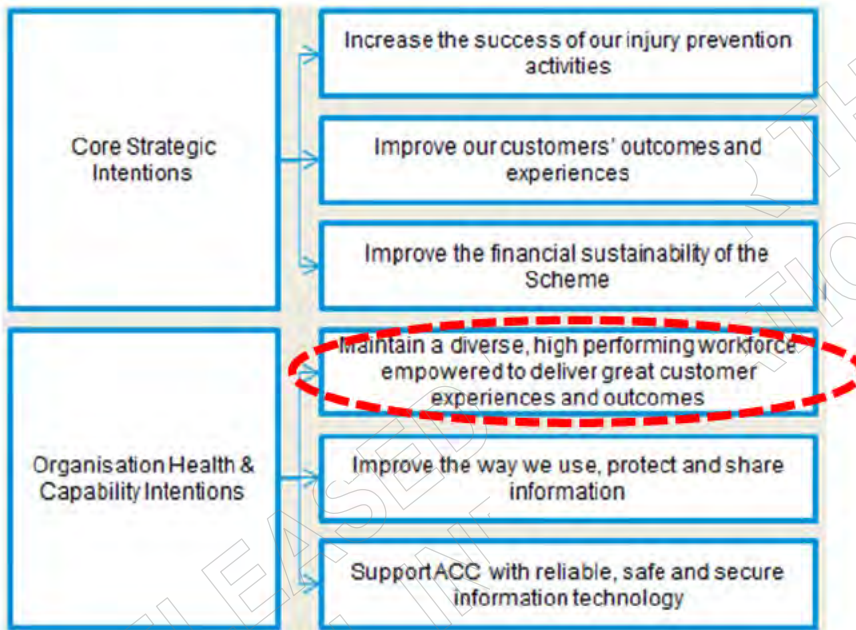 Increase the success of our injury prevention
activities
Core Strategic
Intentions
Improve our customers' outcomes and
experiences
Improve the financial sustainability of the
Scheme
Maintain a diverse, high performing workforce
empowered to deliver great customer
experiences and outcomes
Organisation Health &
Capability Intentions
Improve the way we use, protect and share
information
Support ACC with reliable, safe and secure
information technology